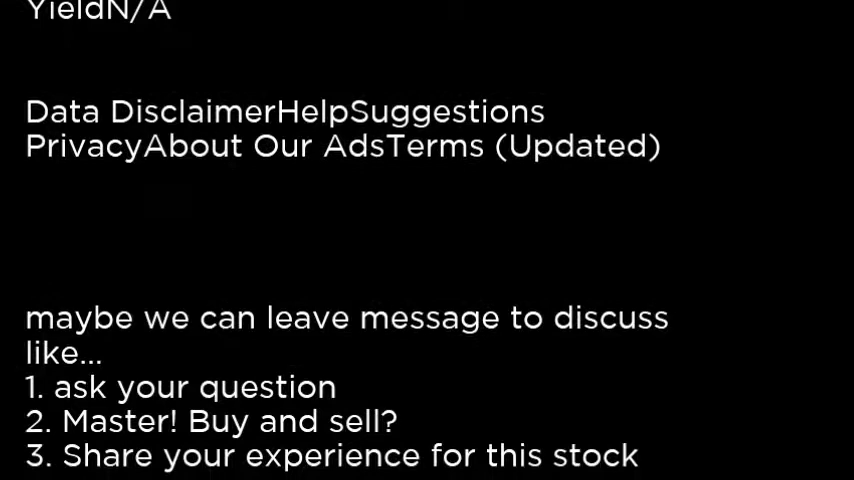 YieldN/A
Data DisclaimerHelpSuggestions
PrivacyAbout Our AdsTerms (Updated)
maybe we can leave message to discuss
like...
1. ask your question
2. Master! Buy and sell?
3. Share your experience for this stock